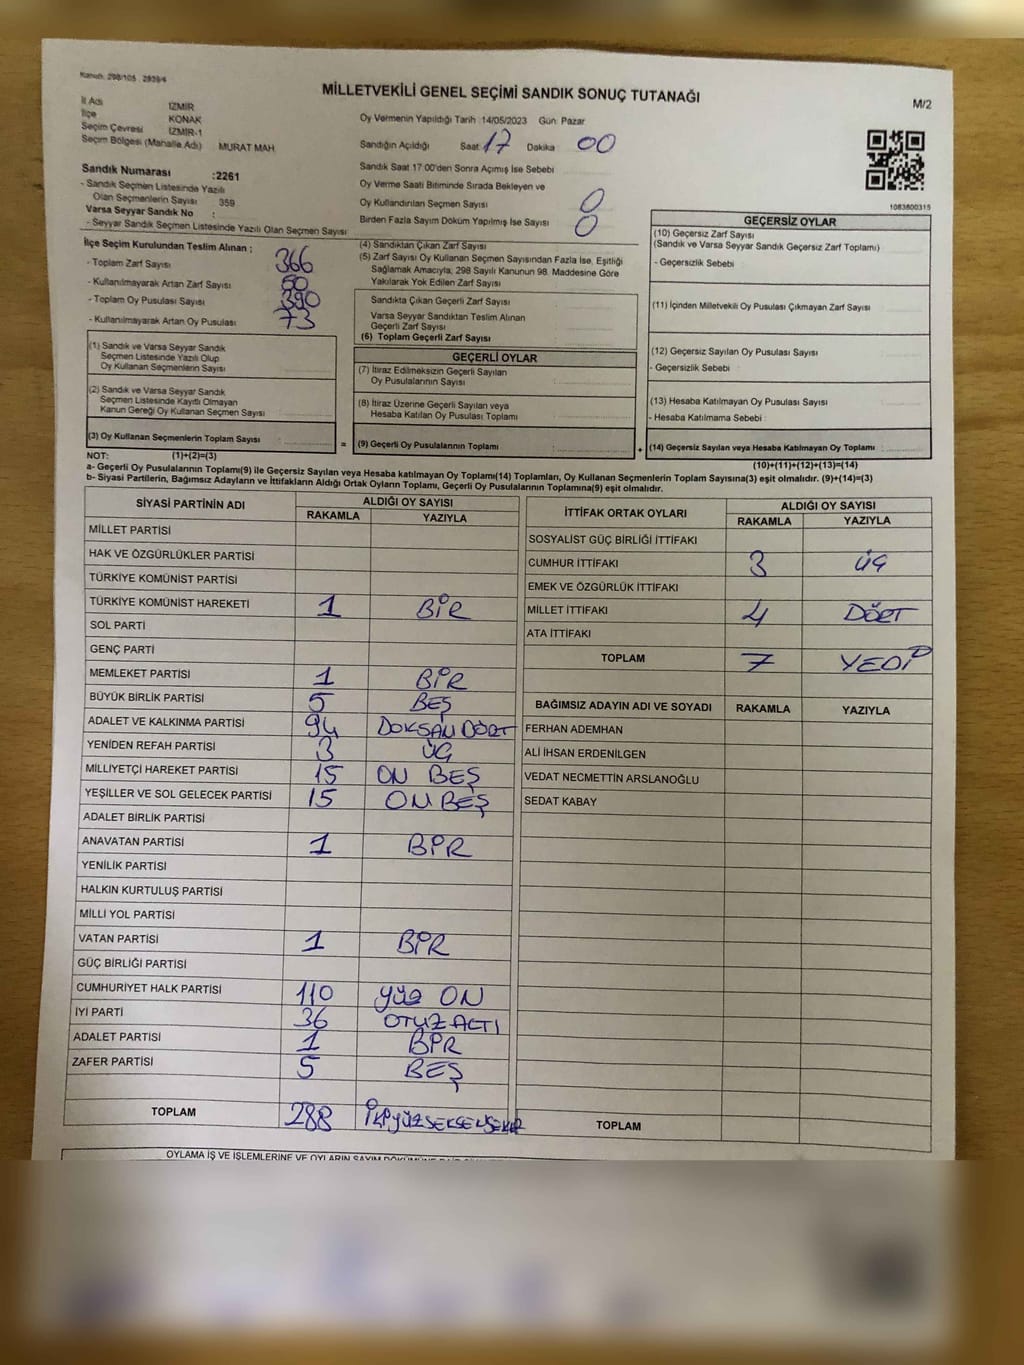 Kanun: 298/105 , 2839/4
MİLLETVEKİLİ GENEL SEÇİMİ SANDIK SONUÇ TUTANAĞI
M/2
İl Adı İZMİR
İlçe KONAK
Seçim Çevresi İZMİR-1
Seçim Bölgesi (Mahalle Adı) MURAT MAH
Sandık Numarası :2261
- Sandık Seçmen Listesinde Yazılı
Olan Seçmenlerin Sayısı 359
Varsa Seyyar Sandık No :
- Seyyar Sandık Seçmen Listesinde Yazılı Olan Seçmen Sayısı
Oy Vermenin Yapıldığı Tarih :14/05/2023 Gün: Pazar
Sandığın Açıldığı Saat 17 Dakika 00
Sandık Saat 17:00'den Sonra Açılmış İse Sebebi
Oy Verme Saati Bitiminde Sırada Bekleyen ve
Oy Kullandırılan Seçmen Sayısı 0
Birden Fazla Sayım Döküm Yapılmış İse Sayısı 0
1083800315
İlçe Seçim Kurulundan Teslim Alınan ;
- Toplam Zarf Sayısı 366
- Kullanılmayarak Artan Zarf Sayısı
- Toplam Oy Pusulası Sayısı 390
- Kullanılmayarak Artan Oy Pusulası 73
(1) Sandık ve Varsa Seyyar Sandık
Seçmen Listesinde Yazılı Olup
Oy Kullanan Seçmenlerin Sayısı
(2) Sandık ve Varsa Seyyar Sandık
Seçmen Listesinde Kayıtlı Olmayan
Kanun Gereği Oy Kullanan Seçmen Sayısı
(3) Oy Kullanan Seçmenlerin Toplam Sayısı =
(4) Sandıktan Çıkan Zarf Sayısı
(5) Zarf Sayısı Oy Kullanan Seçmen Sayısından Fazla İse, Eşitliği
Sağlamak Amacıyla, 298 Sayılı Kanunun 98. Maddesine Göre
Yakılarak Yok Edilen Zarf Sayısı
Sandıkta Çıkan Geçerli Zarf Sayısı
Varsa Seyyar Sandıktan Teslim Alınan
Geçerli Zarf Sayısı
(6) Toplam Geçerli Zarf Sayısı
GEÇERLİ OYLAR
(7) İtiraz Edilmeksizin Geçerli Sayılan
Oy Pusulalarının Sayısı
(8) İtiraz Üzerine Geçerli Sayılan veya
Hesaba Katılan Oy Pusulası Toplamı
(9) Geçerli Oy Pusulalarının Toplamı +
GEÇERSİZ OYLAR
(10) Geçersiz Zarf Sayısı
(Sandık ve Varsa Seyyar Sandık Geçersiz Zarf Toplamı)
- Geçersizlik Sebebi
(11) İçinden Milletvekili Oy Pusulası Çıkmayan Zarf Sayısı
(12) Geçersiz Sayılan Oy Pusulası Sayısı
- Geçersizlik Sebebi :
(13) Hesaba Katılmayan Oy Pusulası Sayısı
- Hesaba Katılmama Sebebi :
(14) Geçersiz Sayılan veya Hesaba Katılmayan Oy Toplamı
NOT: (1)+(2)=(3) (10)+(11)+(12)+(13)=(14)
a- Geçerli Oy Pusulalarının Toplamı(9) ile Geçersiz Sayılan veya Hesaba katılmayan Oy Toplamı(14) Toplamları, Oy Kullanan Seçmenlerin Toplam Sayısına(3) eşit olmalıdır. (9)+(14)=(3)
b- Siyasi Partilerin, Bağımsız Adayların ve İttifakların Aldığı Ortak Oyların Toplamı, Geçerli Oy Pusulalarının Toplamına(9) eşit olmalıdır.
SİYASİ PARTİNİN ADI ALDIĞI OY SAYISI
RAKAMLA YAZIYLA
MİLLET PARTİSİ
HAK VE ÖZGÜRLÜKLER PARTİSİ
TÜRKİYE KOMÜNİST PARTİSİ
TÜRKİYE KOMÜNİST HAREKETİ 1 BİR
SOL PARTİ
GENÇ PARTİ
MEMLEKET PARTİSİ 1 BİR
BÜYÜK BİRLİK PARTİSİ 5 BEŞ
ADALET VE KALKINMA PARTİSİ 94 DOKSAN DÖRT
YENİDEN REFAH PARTİSİ 3 ÜÇ
MİLLİYETÇİ HAREKET PARTİSİ 15 ON BEŞ
YEŞİLLER VE SOL GELECEK PARTİSİ 15 ON BEŞ
ADALET BİRLİK PARTİSİ
ANAVATAN PARTİSİ 1 BİR
YENİLİK PARTİSİ
HALKIN KURTULUŞ PARTİSİ
MİLLİ YOL PARTİSİ
VATAN PARTİSİ 1 BİR
GÜÇ BİRLİĞİ PARTİSİ
CUMHURİYET HALK PARTİSİ 110 YÜZ ON
İYİ PARTİ 36 OTUZ ALTI
ADALET PARTİSİ 1 BİR
ZAFER PARTİSİ 5 BEŞ
TOPLAM 288 İKİYÜZSEKSENSEKİZ
İTTİFAK ORTAK OYLARI ALDIĞI OY SAYISI
RAKAMLA YAZIYLA
SOSYALİST GÜÇ BİRLİĞİ İTTİFAKI
CUMHUR İTTİFAKI 3 ÜÇ
EMEK VE ÖZGÜRLÜK İTTİFAKI
MİLLET İTTİFAKI 4 DÖRT
ATA İTTİFAKI
TOPLAM 7 YEDİ
BAĞIMSIZ ADAYIN ADI VE SOYADI RAKAMLA YAZIYLA
FERHAN ADEMHAN
ALİ İHSAN ERDENİLGEN
VEDAT NECMETTİN ARSLANOĞLU
SEDAT KABAY
TOPLAM
OYLAMA İŞ VE İŞLEMLERİNE VE OYLARIN SAYIM DÖKÜMÜNE